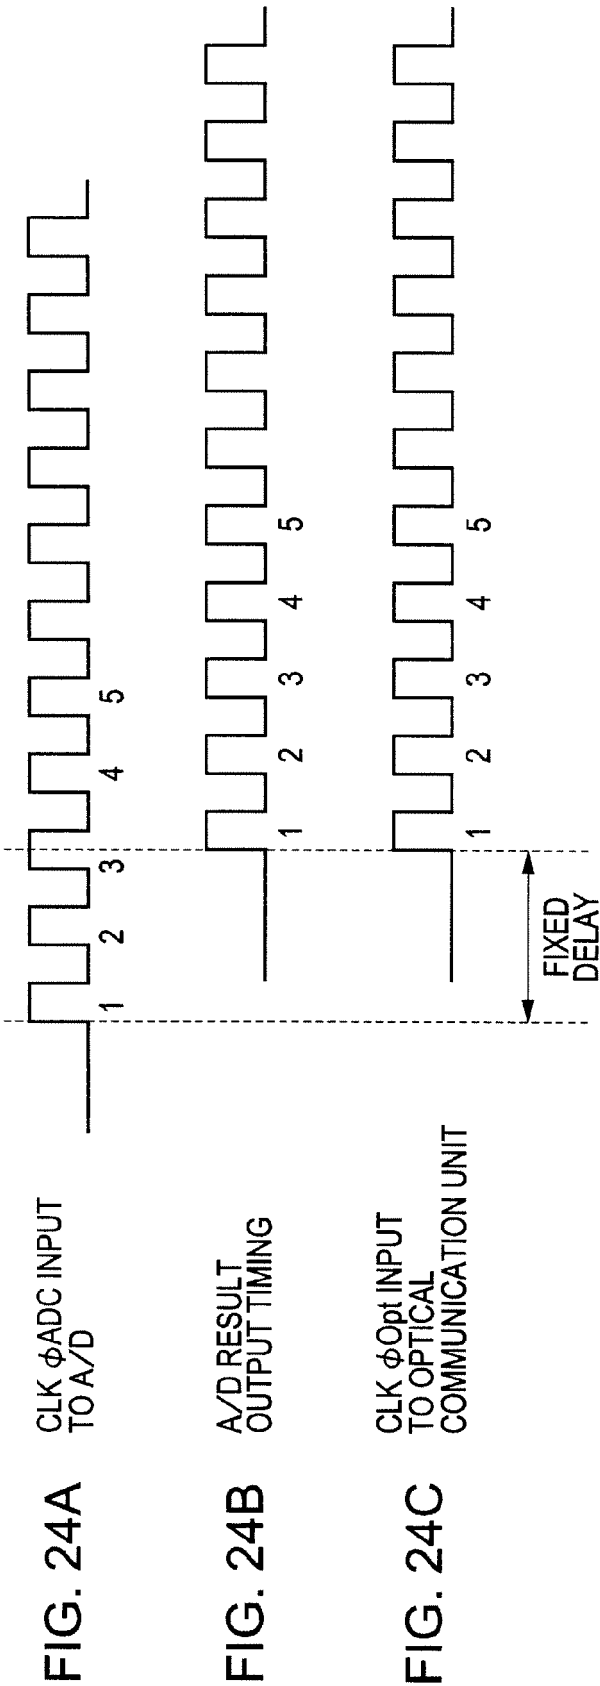 FIG. 24A
CLK ϕADC INPUT
TO A/D
1 2 3 4 5
FIG. 24B
A/D RESULT
OUTPUT TIMING
1 2 3 4 5
FIG. 24C
CLK ϕOpt INPUT
TO OPTICAL
COMMUNICATION UNIT
1 2 3 4 5
FIXED
DELAY